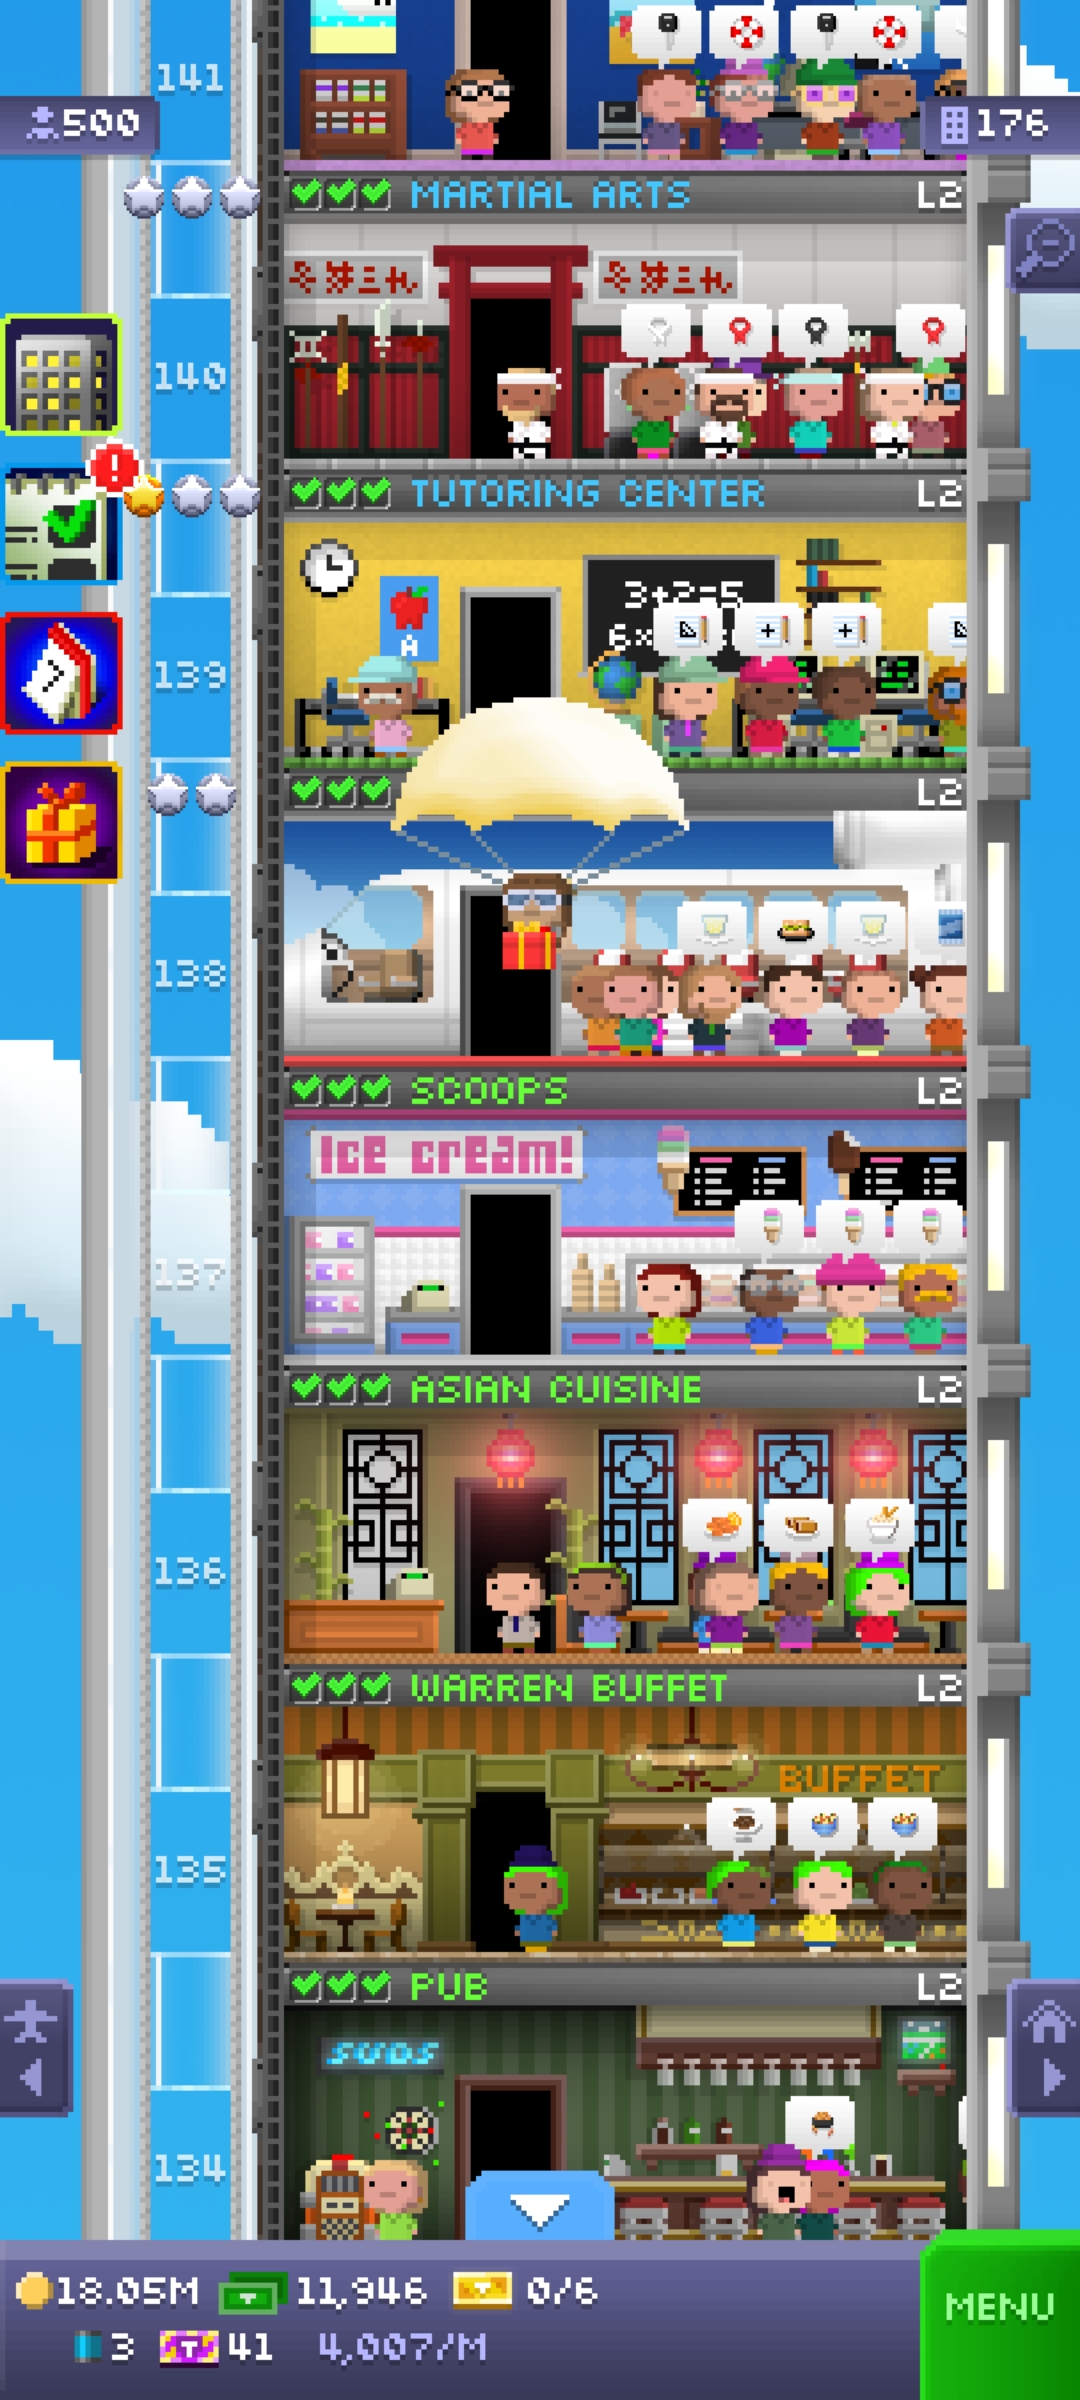 141
500
176
MARTIAL ARTS
L2
140
TUTORING CENTER
L2
3+2=5
A
139
L2
138
SCOOPS
L2
Ice cream!
137
ASIAN CUISINE
L2
136
WARREN BUFFET
L2
BUFFET
135
PUB
L2
SUDS
134
18.05M
11,946
0/6
MENU
3
T
41
4,007/M